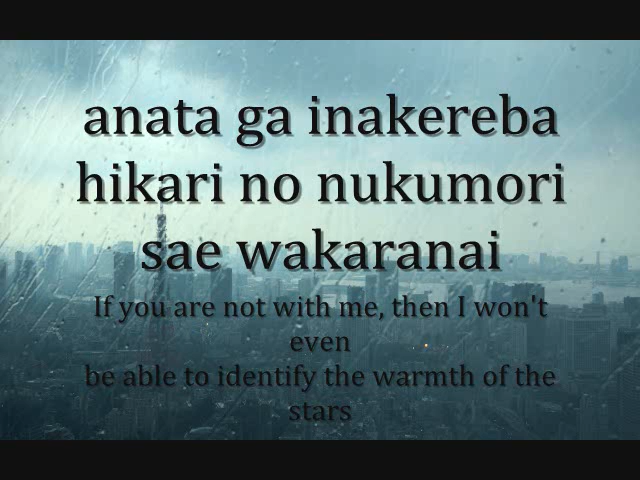 anata ga inakereba
hikari no nukumori
sae wakaranai
If you are not with me, then I won't
even
be able to identify the warmth of the
stars